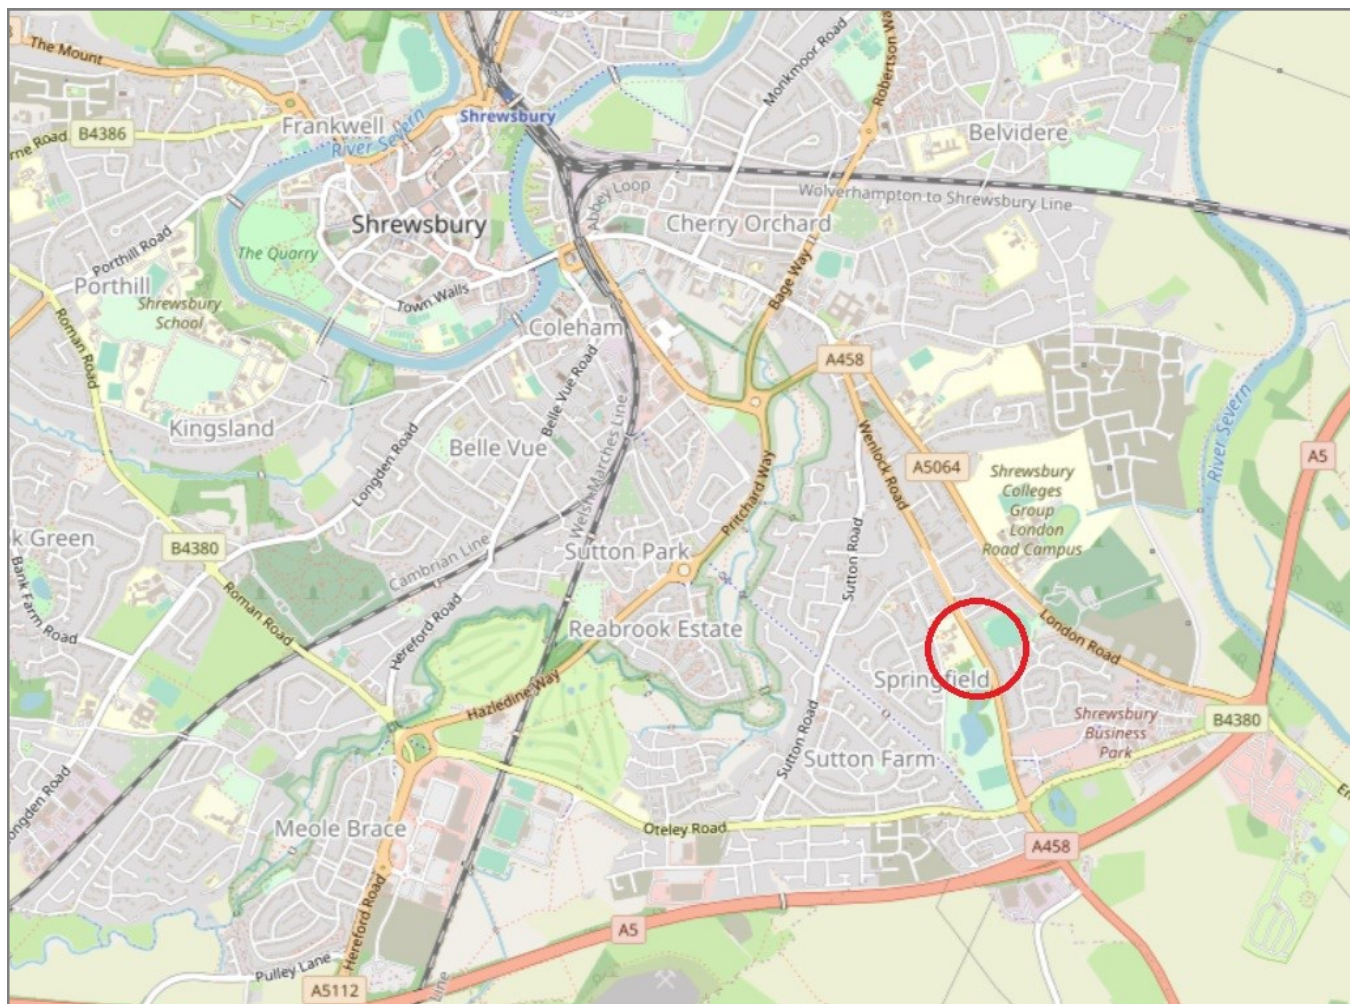 The Mount
B4386
Frankwell
River Severn
Shrewsbury
Monkmoor Road
Belvidere
Abbey Loop
Wolverhampton to Shrewsbury Line
Cherry Orchard
Shrewsbury
The Quarry
Porthill Road
Porthill
Town Walls
Bage Way
Shrewsbury
School
Roman Road
Coleham
A458
Belle Vue Road
River Severn
Kingsland
Belle Vue
Longden Road
Welsh Marches Line
Wenlock Road
A5064
A5
Shrewsbury
Colleges
Group
London
Road Campus
Pritchard Way
Green
B4380
Cambrian Line
Sutton Park
Sutton Road
Bank Farm Road
Roman Road
Hereford Road
Reabrook Estate
London Road
Hazledine Way
Springfield
Shrewsbury
Business
Park
B4380
Sutton Road
Sutton Farm
Meole Brace
Oteley Road
A458
Hereford Road
A5
Pulley Lane
A5112
Line